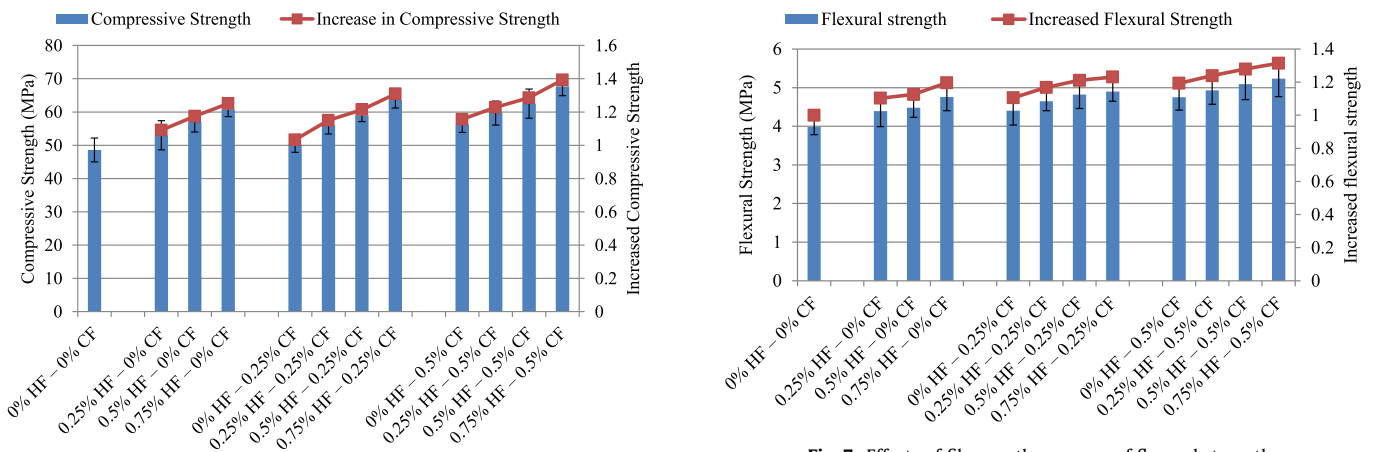 Compressive Strength
Increase in Compressive Strength
Compressive Strength (MPa)
80
70
60
50
40
30
20
10
0
1.6
1.4
1.2
1
0.8
0.6
0.4
0.2
0
Increased Compressive Strength
0% HF – 0% CF
0.25% HF – 0% CF
0.5% HF – 0% CF
0.75% HF – 0% CF
0% HF – 0.25% CF
0.25% HF – 0.25% CF
0.5% HF – 0.25% CF
0.75% HF – 0.25% CF
0% HF – 0.5% CF
0.25% HF – 0.5% CF
0.5% HF – 0.5% CF
0.75% HF – 0.5% CF
Flexural strength
Increased Flexural Strength
Flexural Strength (MPa)
6
5
4
3
2
1
0
1.4
1.2
1
0.8
0.6
0.4
0.2
0
Increased flexural strength
0% HF – 0% CF
0.25% HF – 0% CF
0.5% HF – 0% CF
0.75% HF – 0% CF
0% HF – 0.25% CF
0.25% HF – 0.25% CF
0.5% HF – 0.25% CF
0.75% HF – 0.25% CF
0% HF – 0.5% CF
0.25% HF – 0.5% CF
0.5% HF – 0.5% CF
0.75% HF – 0.5% CF